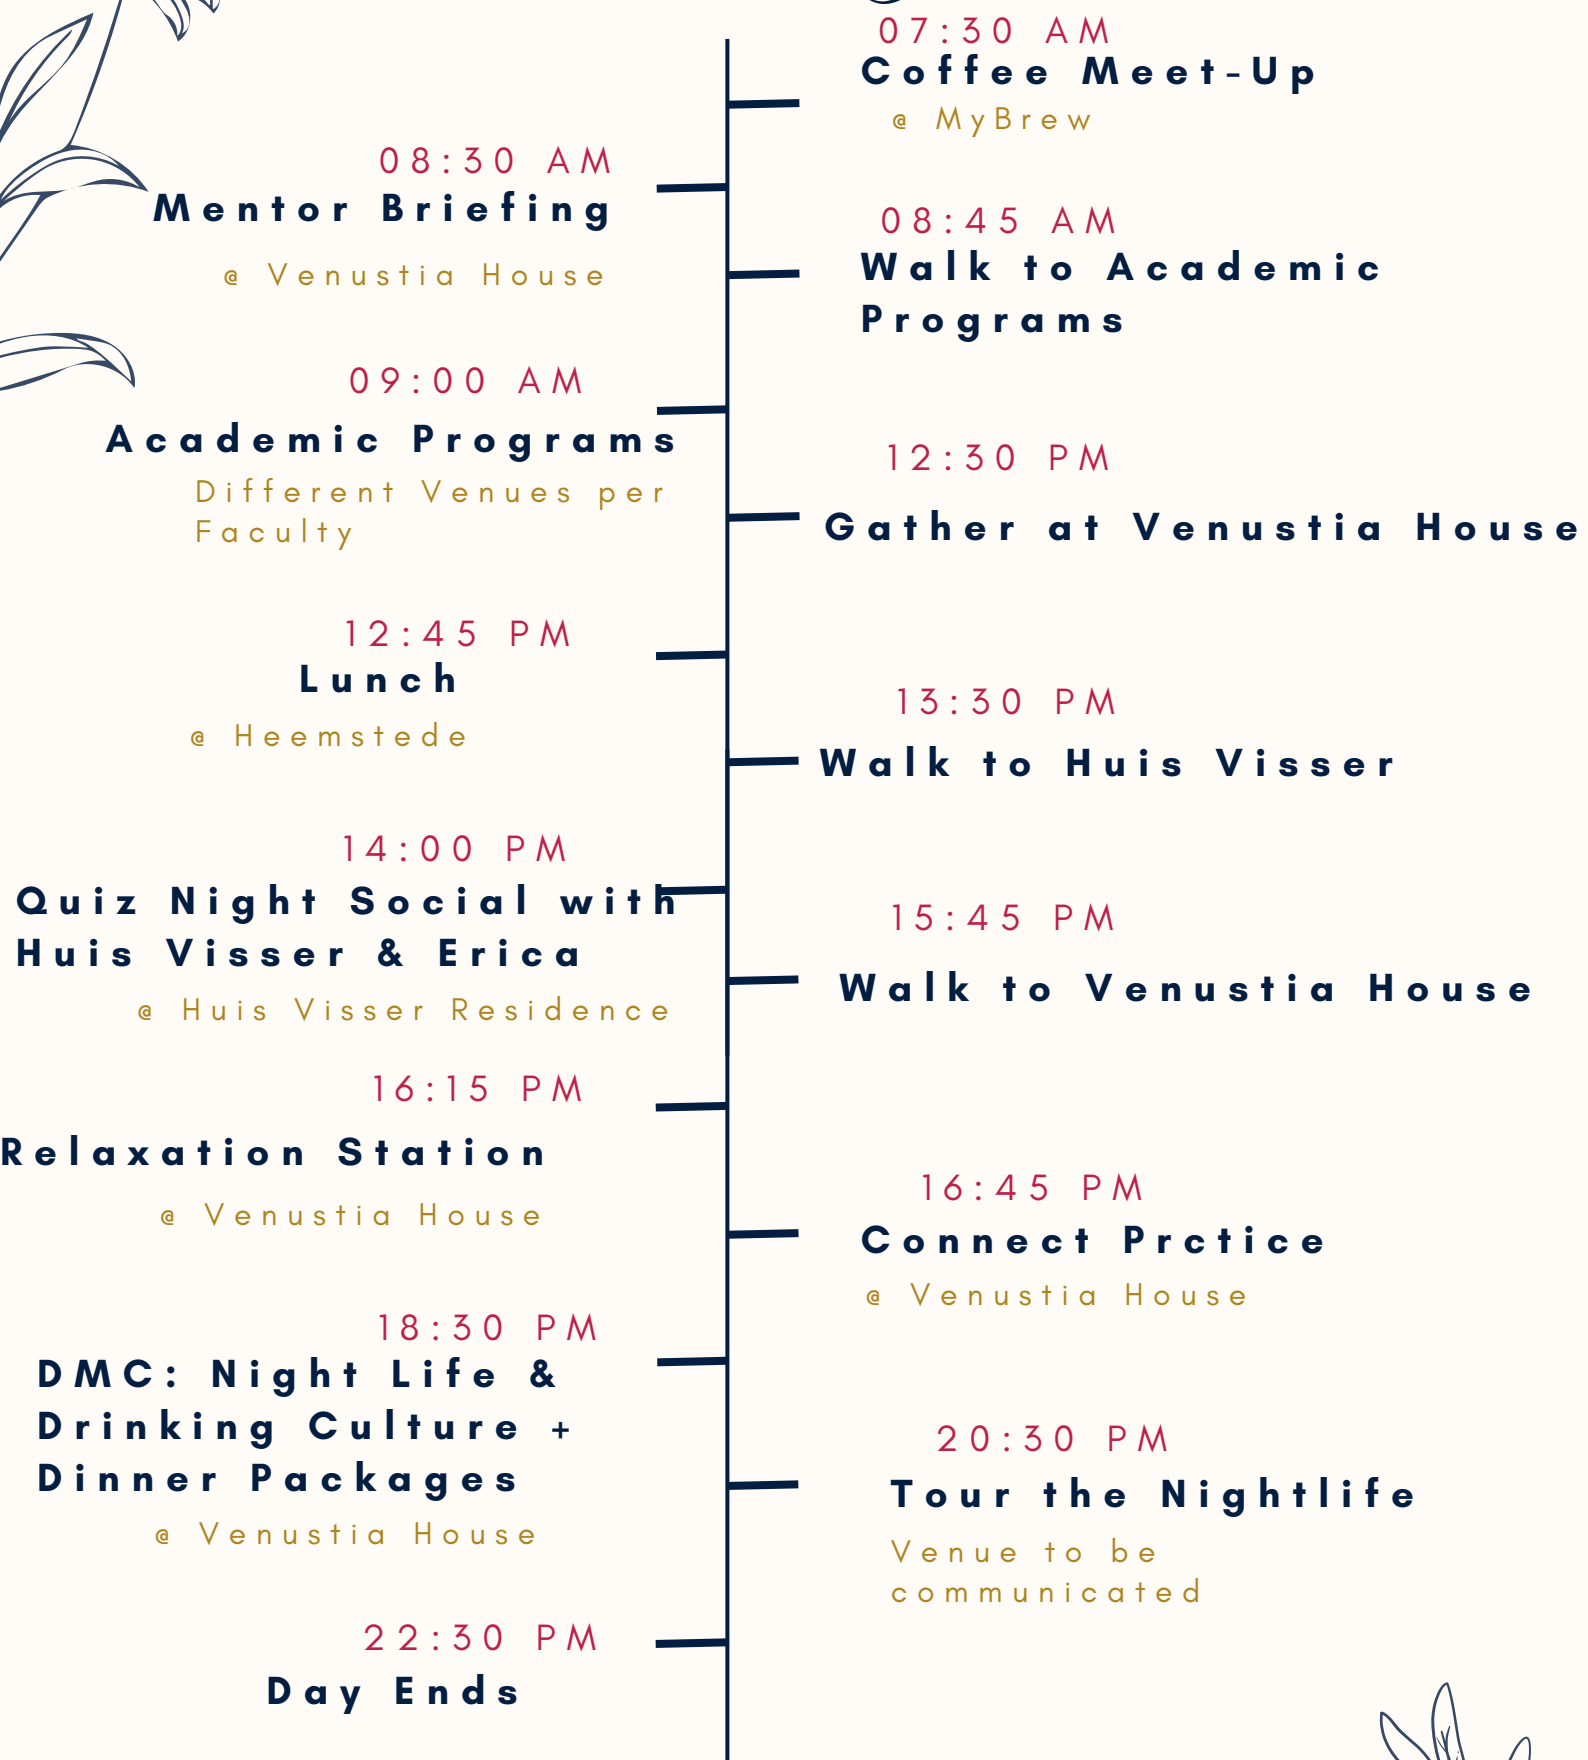 07:30 AM
Coffee Meet-Up
@ MyBrew
08:30 AM
Mentor Briefing
@ Venustia House
08:45 AM
Walk to Academic
Programs
09:00 AM
Academic Programs
Different Venues per
Faculty
12:30 PM
Gather at Venustia House
12:45 PM
Lunch
@ Heemstede
13:30 PM
Walk to Huis Visser
14:00 PM
Quiz Night Social with
Huis Visser & Erica
@ Huis Visser Residence
15:45 PM
Walk to Venustia House
16:15 PM
Relaxation Station
@ Venustia House
16:45 PM
Connect Prctice
@ Venustia House
18:30 PM
DMC: Night Life &
Drinking Culture +
Dinner Packages
@ Venustia House
20:30 PM
Tour the Nightlife
Venue to be
communicated
22:30 PM
Day Ends